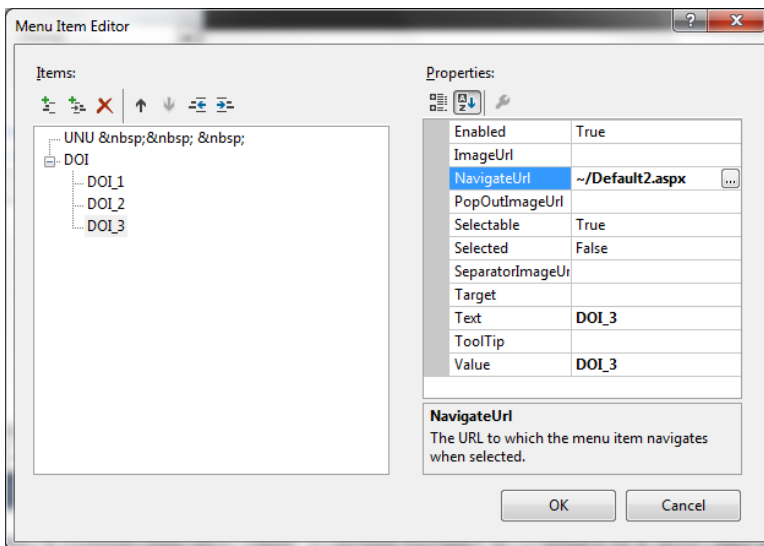 Menu Item Editor
?
X
Items:
Properties:
UNU &nbsp;&nbsp; &nbsp;
DOI
DOI_1
DOI_2
DOI_3
Enabled True
ImageUrl
NavigateUrl ~/Default2.aspx ...
PopOutImageUrl
Selectable True
Selected False
SeparatorImageUr
Target
Text DOI_3
ToolTip
Value DOI_3
NavigateUrl
The URL to which the menu item navigates
when selected.
OK Cancel